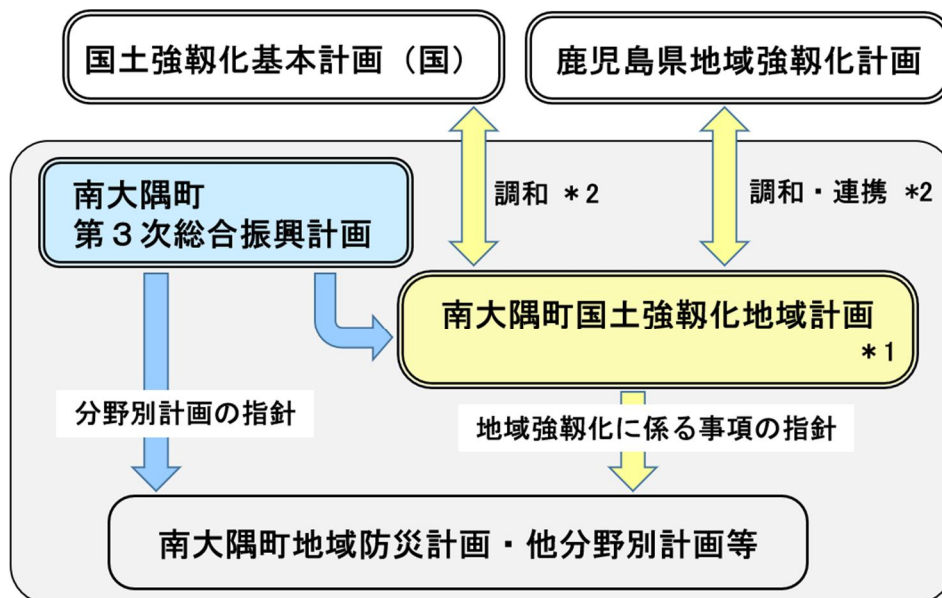 国土強靱化基本計画（国）
鹿児島県地域強靱化計画
調和 ＊2
調和・連携 *2
南大隅町
第３次総合振興計画
南大隅町国土強靱化地域計画
＊1
分野別計画の指針
地域強靱化に係る事項の指針
南大隅町地域防災計画・他分野別計画等